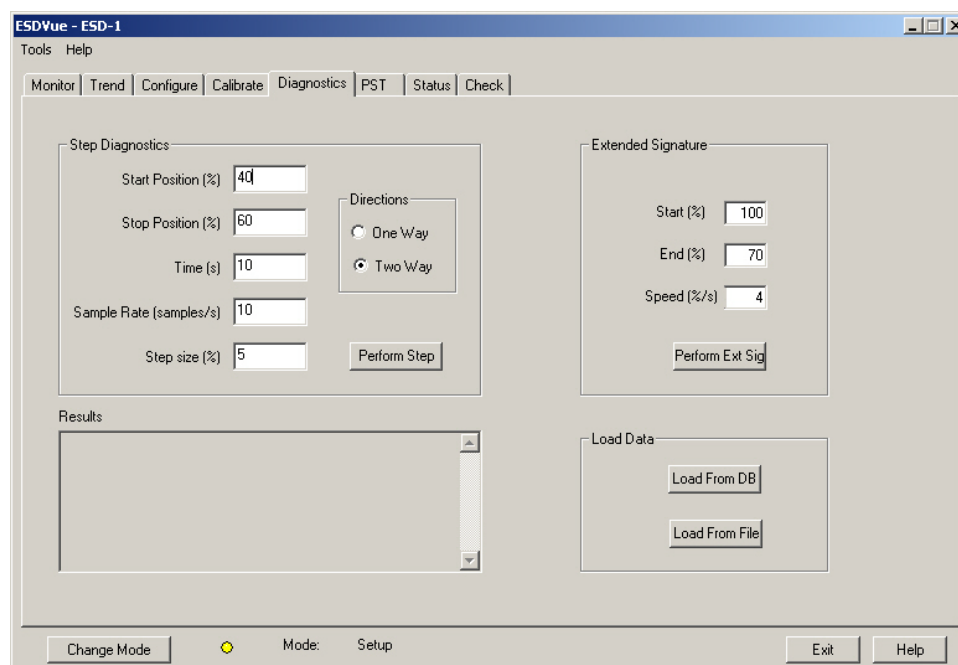 ESDVue - ESD-1
Tools Help
Monitor Trend Configure Calibrate Diagnostics PST Status Check
Step Diagnostics
Start Position (%) 40
Stop Position (%) 60
Time (s) 10
Sample Rate (samples/s) 10
Step size (%) 5
Directions
One Way
Two Way
Perform Step
Extended Signature
Start (%) 100
End (%) 70
Speed (%/s) 4
Perform Ext Sig
Results
Load Data
Load From DB
Load From File
Change Mode Mode: Setup Exit Help